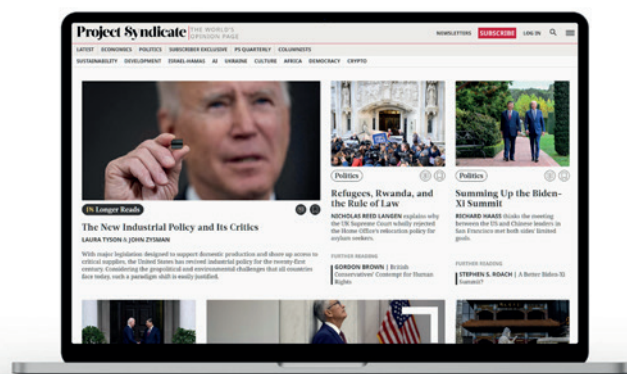 Project Syndicate
THE WORLD'S
OPINION PAGE
NEWSLETTERS SUBSCRIBE LOG IN
LATEST ECONOMICS POLITICS SUBSCRIBER EXCLUSIVE PS QUARTERLY COLUMNISTS
SUSTAINABILITY DEVELOPMENT ISRAEL-HAMAS AI UKRAINE CULTURE AFRICA DEMOCRACY CRYPTO
PS Longer Reads
The New Industrial Policy and Its Critics
LAURA TYSON & JOHN ZYSMAN
With major legislation designed to support domestic production and shore up access to
critical supplies, the United States has revived industrial policy for the twenty-first
century. Considering the geopolitical and environmental challenges that all countries
face today, such a paradigm shift is easily justified.
Politics
Refugees, Rwanda, and
the Rule of Law
NICHOLAS REED LANGEN explains why
the UK Supreme Court wholly rejected
the Home Office's relocation policy for
asylum seekers.
FURTHER READING
GORDON BROWN | British
Conservatives' Contempt for Human
Rights
Politics
Summing Up the Biden-
Xi Summit
RICHARD HAASS thinks the meeting
between the US and Chinese leaders in
San Francisco met both sides' limited
goals.
FURTHER READING
STEPHEN S. ROACH | A Better Biden-Xi
Summit?